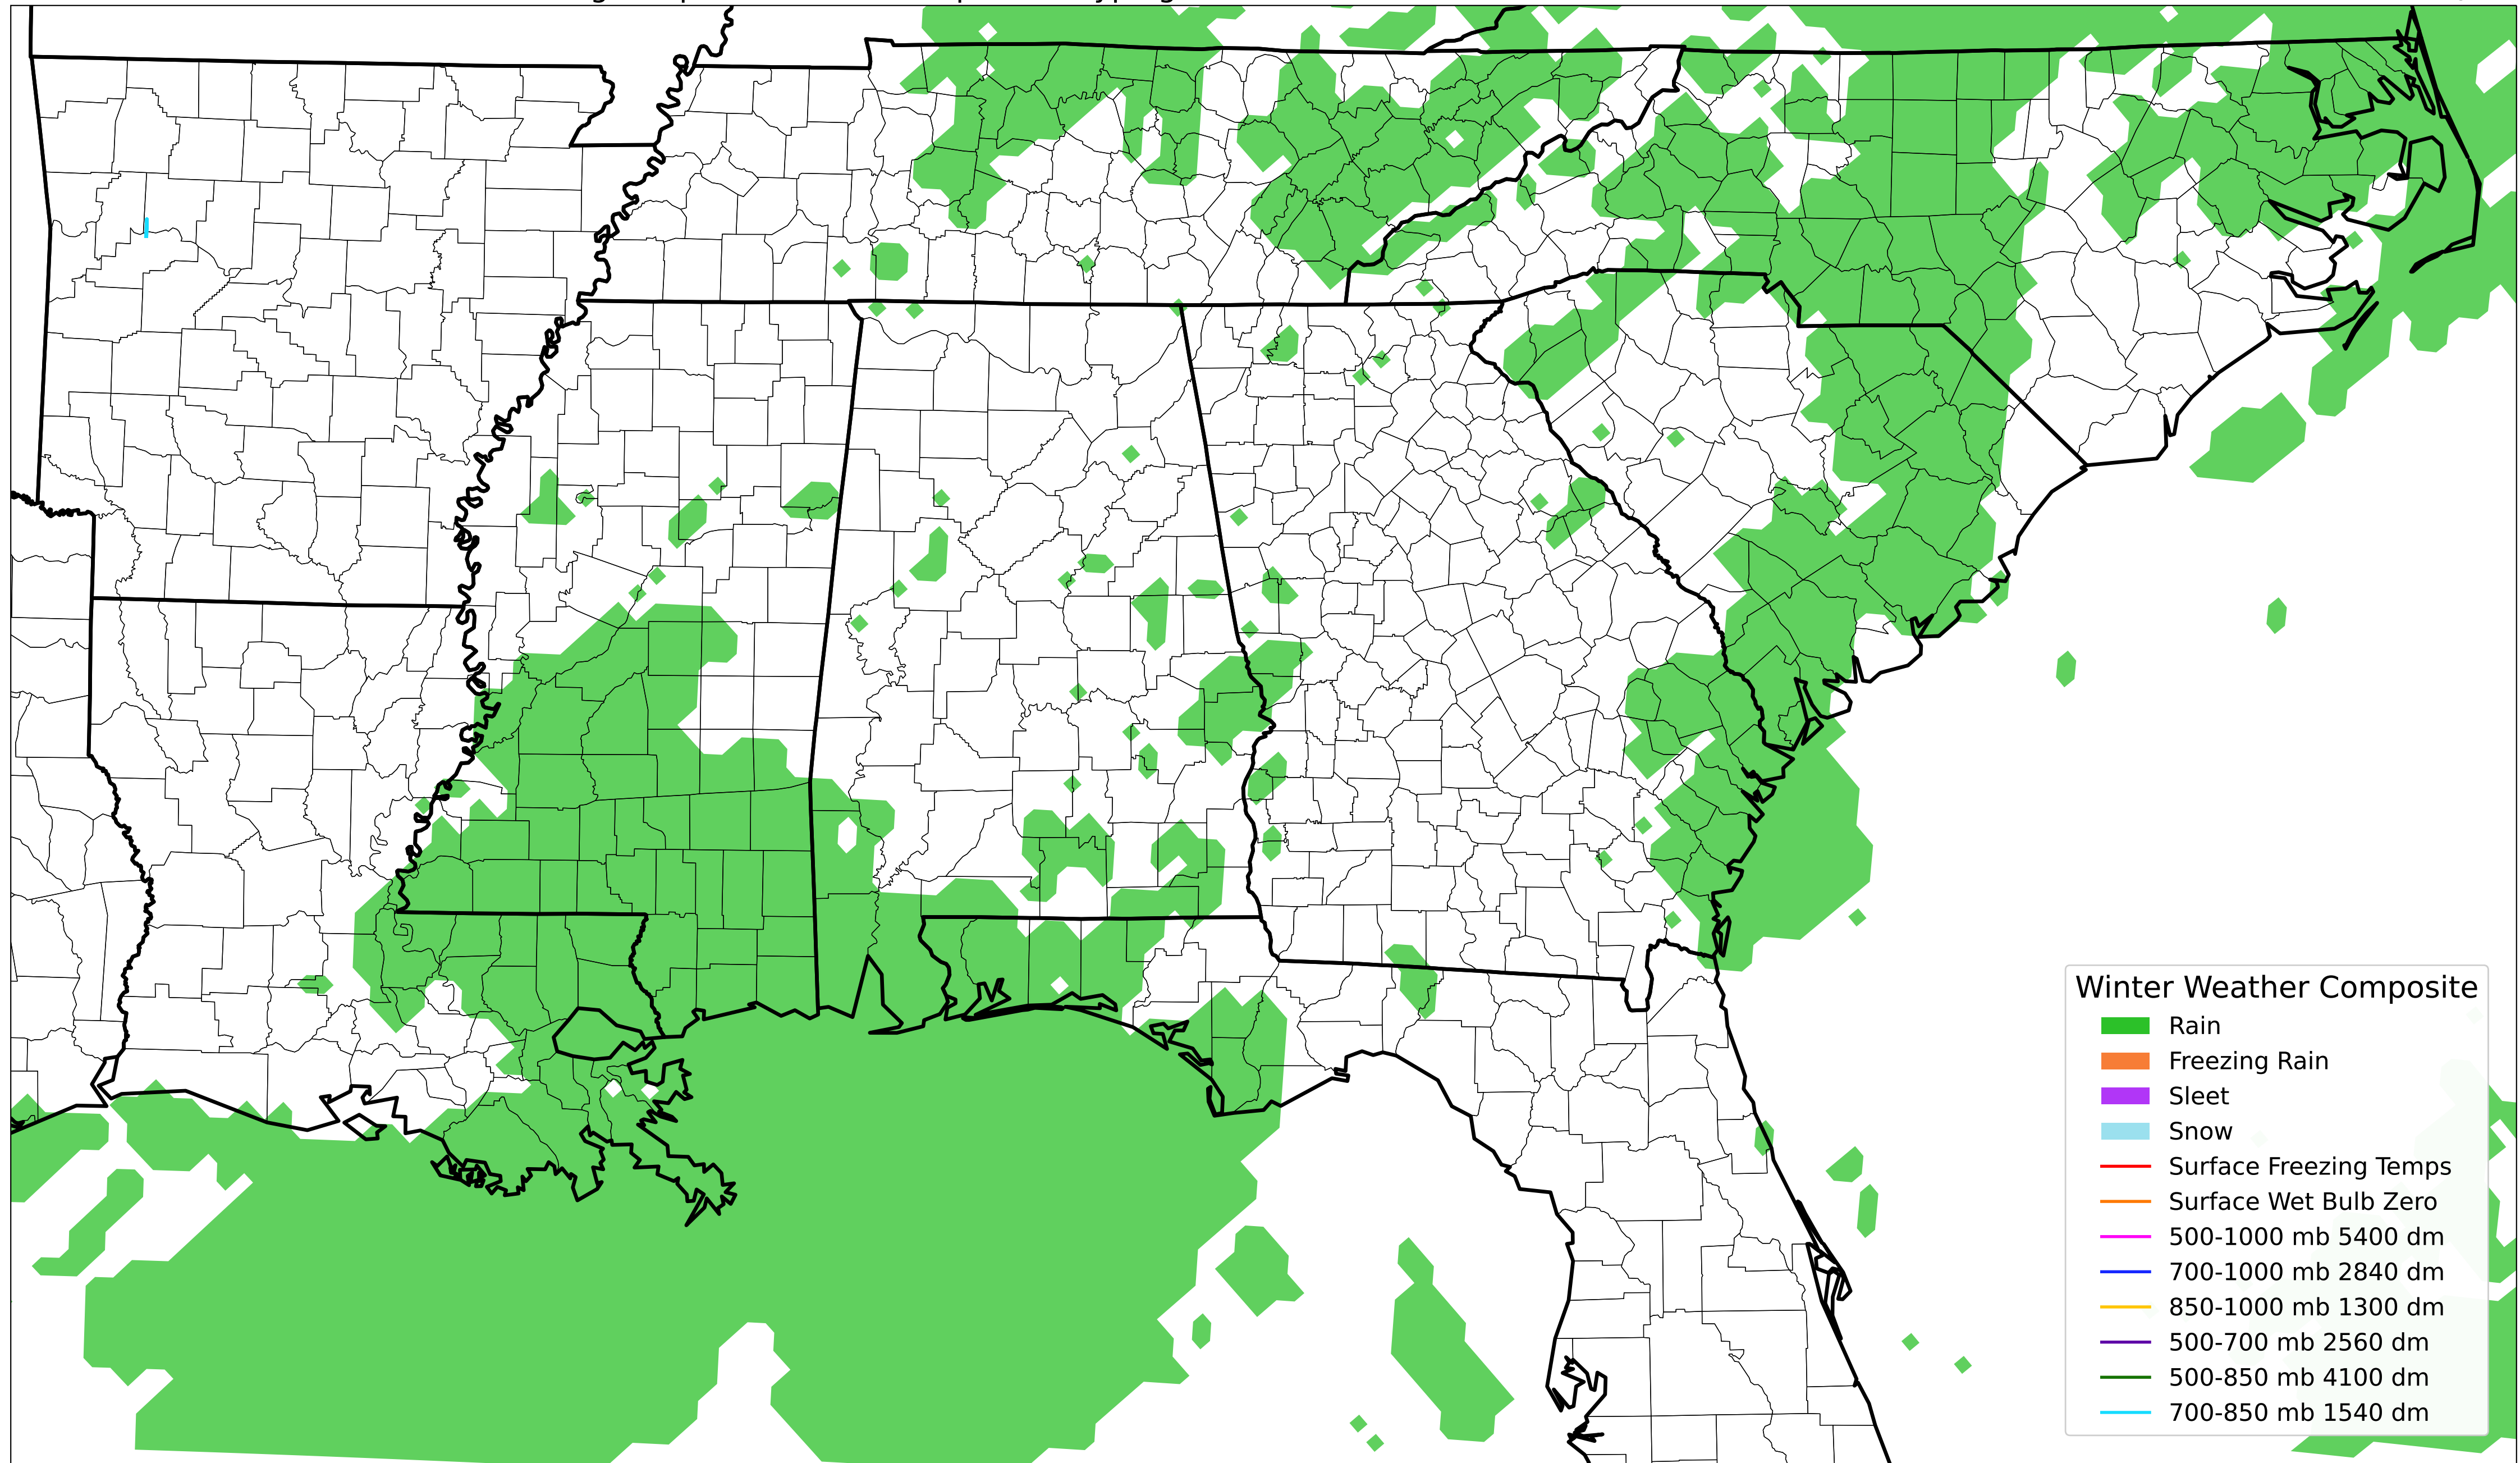 Winter Weather Composite
Rain
Freezing Rain
Sleet
Snow
Surface Freezing Temps
Surface Wet Bulb Zero
500-1000 mb 5400 dm
700-1000 mb 2840 dm
850-1000 mb 1300 dm
500-700 mb 2560 dm
500-850 mb 4100 dm
700-850 mb 1540 dm